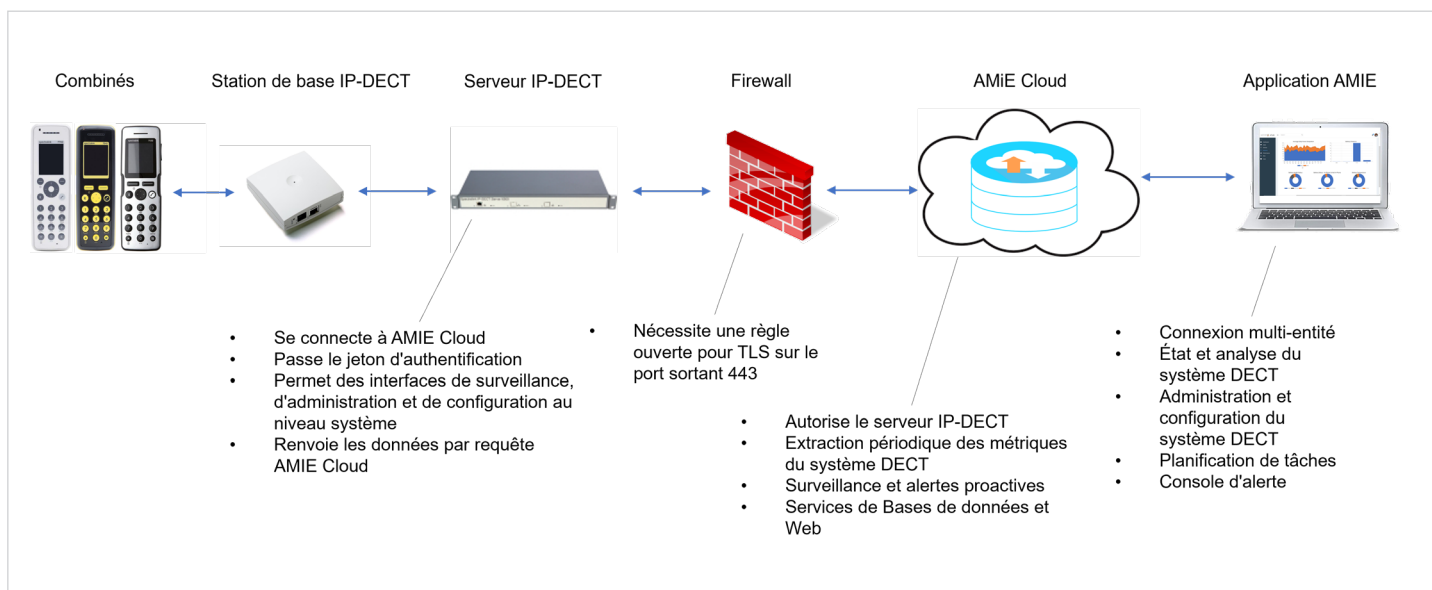 Combinés
Station de base IP-DECT
Serveur IP-DECT
Firewall
AMiE Cloud
Application AMIE
• Se connecte à AMIE Cloud
• Passe le jeton d'authentification
• Permet des interfaces de surveillance,
d'administration et de configuration au
niveau système
• Renvoie les données par requête
AMIE Cloud
• Nécessite une règle
ouverte pour TLS sur le
port sortant 443
• Autorise le serveur IP-DECT
• Extraction périodique des métriques
du système DECT
• Surveillance et alertes proactives
• Services de Bases de données et
Web
• Connexion multi-entité
• État et analyse du
système DECT
• Administration et
configuration du
système DECT
• Planification de tâches
• Console d'alerte